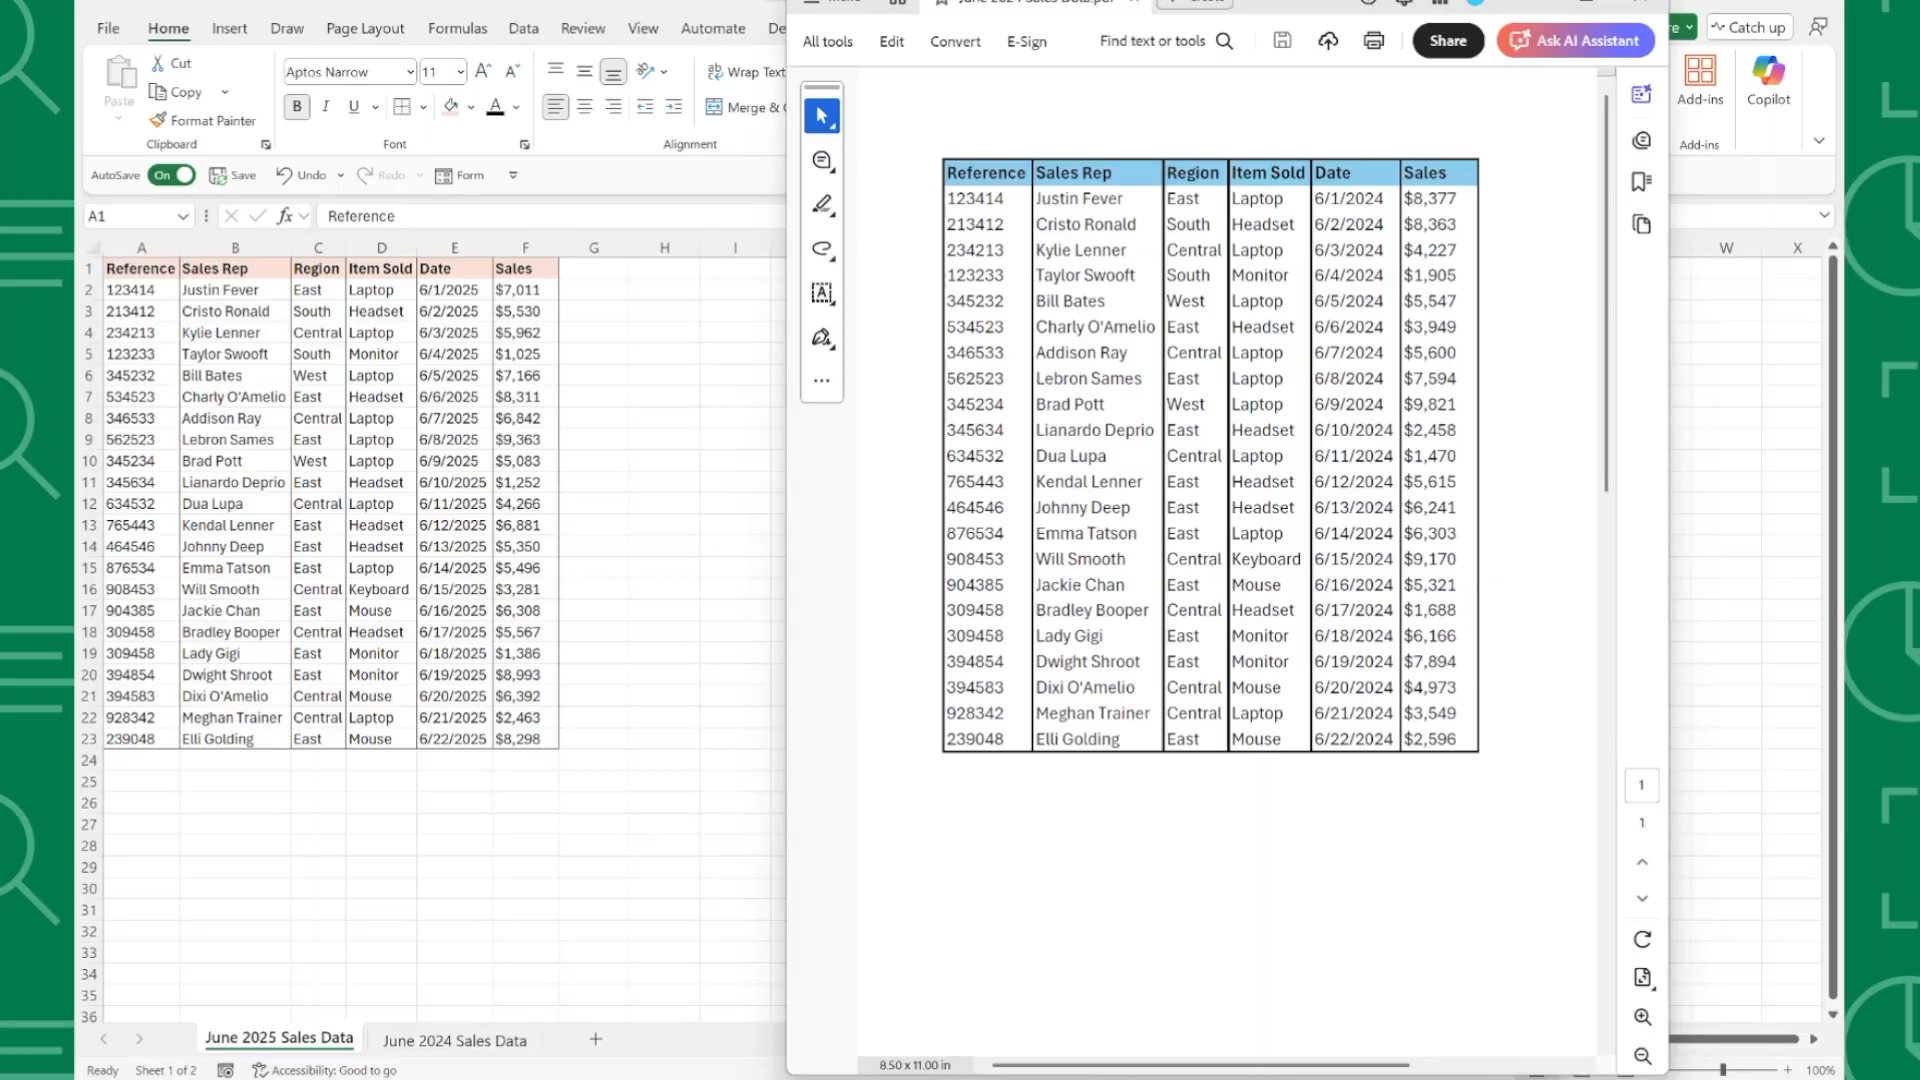 File Home Insert Draw Page Layout Formulas Data Review View Automate
Catch up
Paste
Cut
Copy
Format Painter
Clipboard
Aptos Narrow 11
B I U
Font
Wrap Text
Merge &
Alignment
Add-ins
Add-ins
Copilot
AutoSave On Save Undo Redo Form
A1 fx Reference
A B C D E F G H I
1 Reference Sales Rep Region Item Sold Date Sales
2 123414 Justin Fever East Laptop 6/1/2025 $7,011
3 213412 Cristo Ronald South Headset 6/2/2025 $5,530
4 234213 Kylie Lenner Central Laptop 6/3/2025 $5,962
5 123233 Taylor Swooft South Monitor 6/4/2025 $1,025
6 345232 Bill Bates West Laptop 6/5/2025 $7,166
7 534523 Charly O'Amelio East Headset 6/6/2025 $8,311
8 346533 Addison Ray Central Laptop 6/7/2025 $6,842
9 562523 Lebron Sames East Laptop 6/8/2025 $9,363
10 345234 Brad Pott West Laptop 6/9/2025 $5,083
11 345634 Lianardo Deprio East Headset 6/10/2025 $1,252
12 634532 Dua Lupa Central Laptop 6/11/2025 $4,266
13 765443 Kendal Lenner East Headset 6/12/2025 $6,881
14 464546 Johnny Deep East Headset 6/13/2025 $5,350
15 876534 Emma Tatson East Laptop 6/14/2025 $5,496
16 908453 Will Smooth Central Keyboard 6/15/2025 $3,281
17 904385 Jackie Chan East Mouse 6/16/2025 $6,308
18 309458 Bradley Booper Central Headset 6/17/2025 $5,567
19 309458 Lady Gigi East Monitor 6/18/2025 $1,386
20 394854 Dwight Shroot East Monitor 6/19/2025 $8,993
21 394583 Dixi O'Amelio Central Mouse 6/20/2025 $6,392
22 928342 Meghan Trainer Central Laptop 6/21/2025 $2,463
23 239048 Elli Golding East Mouse 6/22/2025 $8,298
24
25
26
27
28
29
30
31
32
33
34
35
36
June 2025 Sales Data June 2024 Sales Data
Ready Sheet 1 of 2 Accessibility: Good to go
All tools Edit Convert E-Sign Find text or tools Share Ask AI Assistant
Reference Sales Rep Region Item Sold Date Sales
123414 Justin Fever East Laptop 6/1/2024 $8,377
213412 Cristo Ronald South Headset 6/2/2024 $8,363
234213 Kylie Lenner Central Laptop 6/3/2024 $4,227
123233 Taylor Swooft South Monitor 6/4/2024 $1,905
345232 Bill Bates West Laptop 6/5/2024 $5,547
534523 Charly O'Amelio East Headset 6/6/2024 $3,949
346533 Addison Ray Central Laptop 6/7/2024 $5,600
562523 Lebron Sames East Laptop 6/8/2024 $7,594
345234 Brad Pott West Laptop 6/9/2024 $9,821
345634 Lianardo Deprio East Headset 6/10/2024 $2,458
634532 Dua Lupa Central Laptop 6/11/2024 $1,470
765443 Kendal Lenner East Headset 6/12/2024 $5,615
464546 Johnny Deep East Headset 6/13/2024 $6,241
876534 Emma Tatson East Laptop 6/14/2024 $6,303
908453 Will Smooth Central Keyboard 6/15/2024 $9,170
904385 Jackie Chan East Mouse 6/16/2024 $5,321
309458 Bradley Booper Central Headset 6/17/2024 $1,688
309458 Lady Gigi East Monitor 6/18/2024 $6,166
394854 Dwight Shroot East Monitor 6/19/2024 $7,894
394583 Dixi O'Amelio Central Mouse 6/20/2024 $4,973
928342 Meghan Trainer Central Laptop 6/21/2024 $3,549
239048 Elli Golding East Mouse 6/22/2024 $2,596
1
1
8.50 x 11.00 in
W X
100%